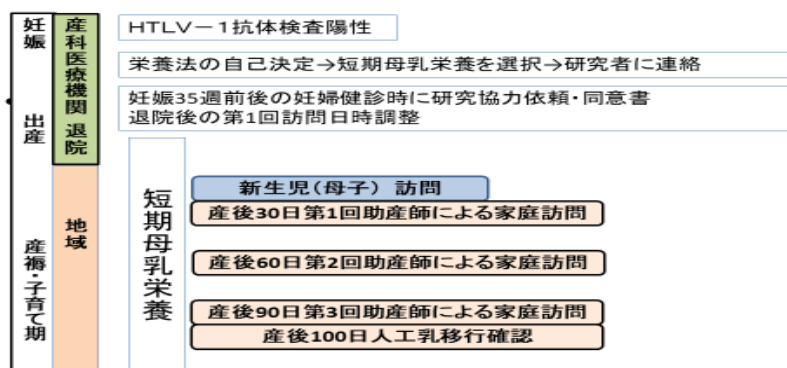 妊娠
出産
産褥・子育て期
産科医療機関 退院
地域
HTLV－1抗体検査陽性
栄養法の自己決定→短期母乳栄養を選択→研究者に連絡
妊娠35週前後の妊婦健診時に研究協力依頼・同意書
退院後の第1回訪問日時調整
短期母乳栄養
新生児(母子) 訪問
産後30日第1回助産師による家庭訪問
産後60日第2回助産師による家庭訪問
産後90日第3回助産師による家庭訪問
産後100日人工乳移行確認